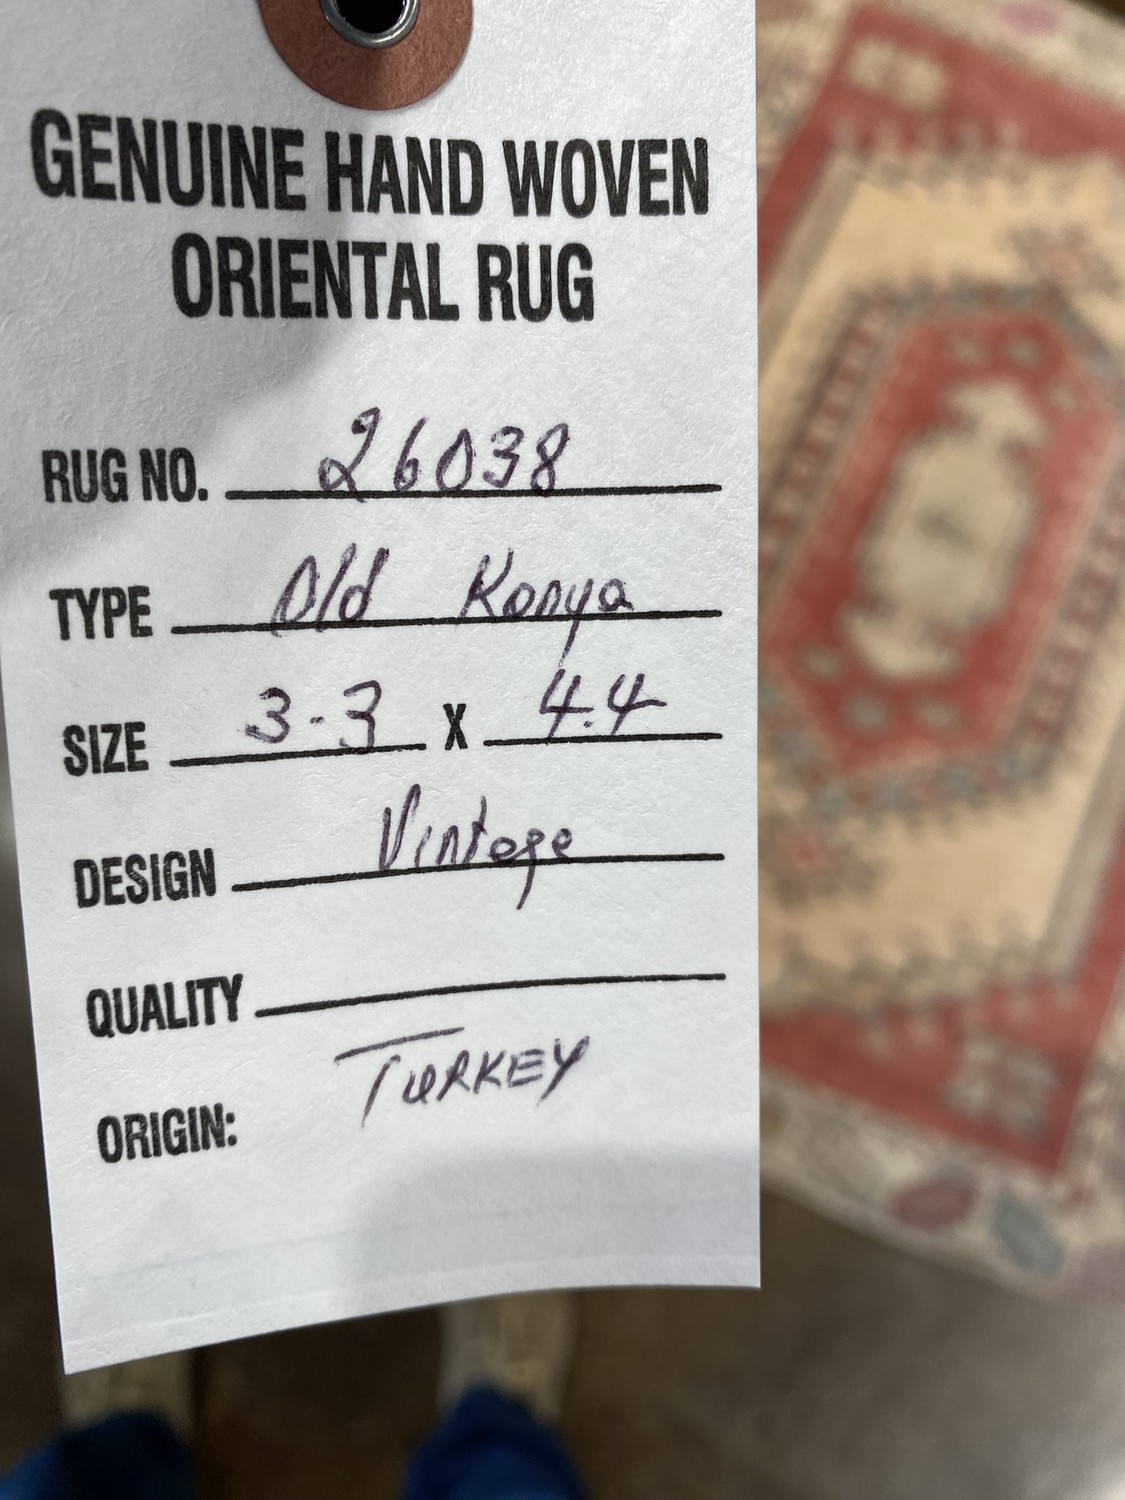 GENUINE HAND WOVEN
ORIENTAL RUG
RUG NO. 26038
TYPE Old Konya
SIZE 3-3 X 4.4
DESIGN Vintage
QUALITY
ORIGIN: TURKEY